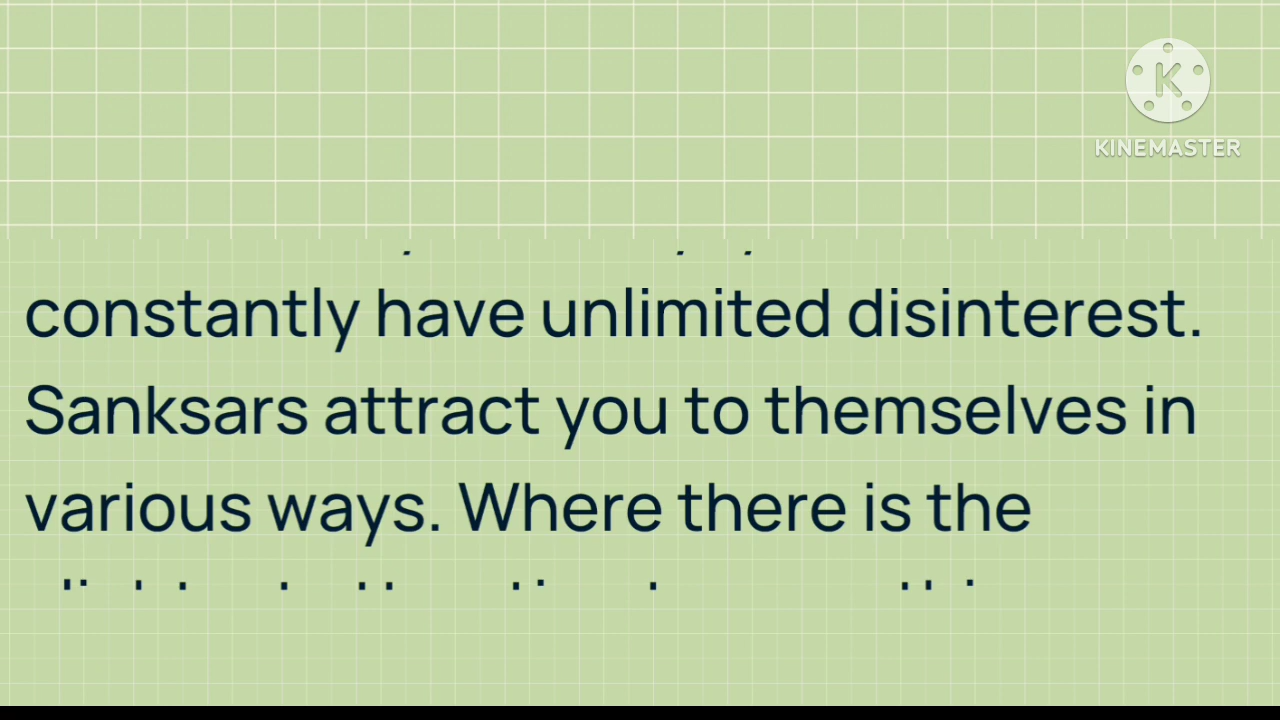 KINEMASTER
constantly have unlimited disinterest.
Sanksars attract you to themselves in
various ways. Where there is the